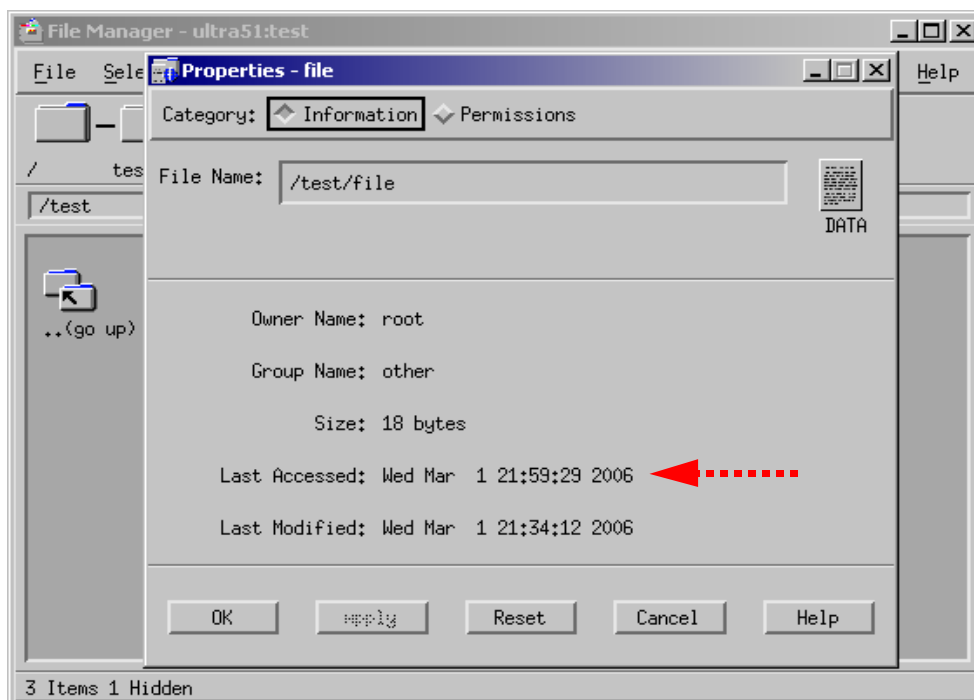 File Manager - ultra51:test
File Sele Help
Properties - file
Category: Information Permissions
/ tes
File Name: /test/file
/test
DATA
..(go up)
Owner Name: root
Group Name: other
Size: 18 bytes
Last Accessed: Wed Mar 1 21:59:29 2006
Last Modified: Wed Mar 1 21:34:12 2006
OK Apply Reset Cancel Help
3 Items 1 Hidden